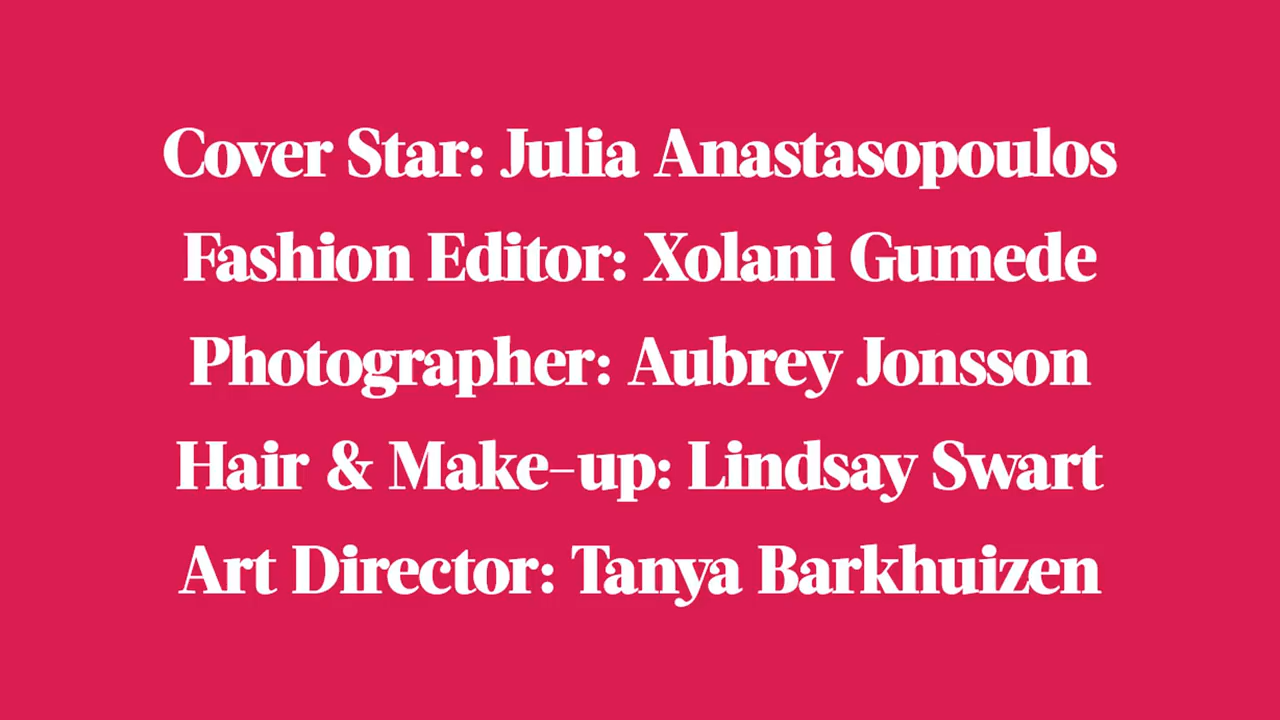 Cover Star: Julia Anastasopoulos
Fashion Editor: Xolani Gumede
Photographer: Aubrey Jonsson
Hair & Make-up: Lindsay Swart
Art Director: Tanya Barkhuizen